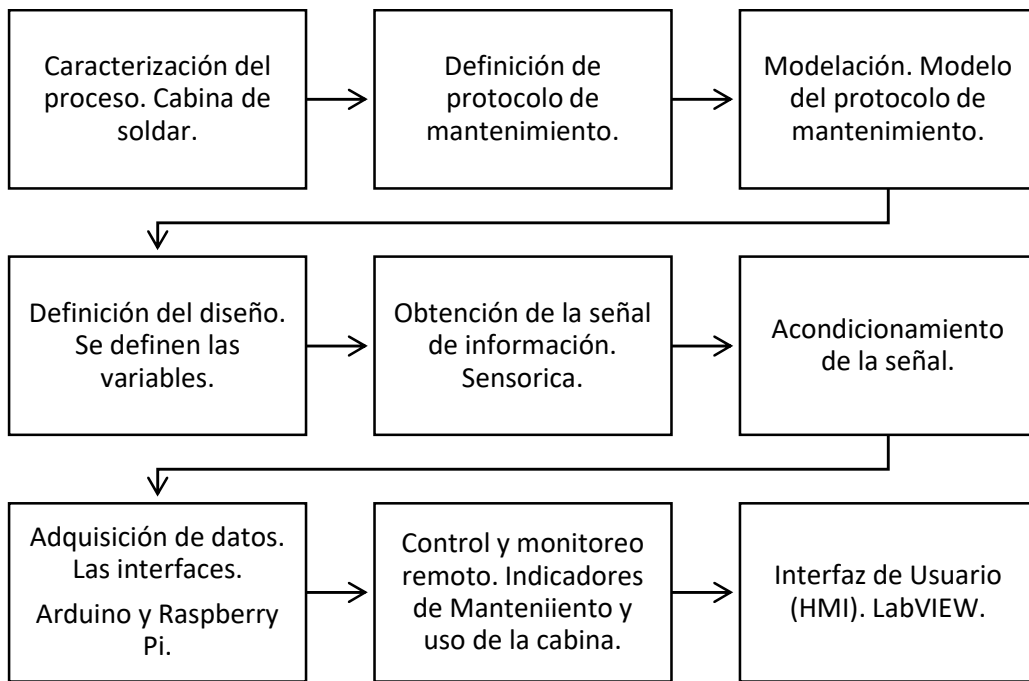 Caracterización del
proceso. Cabina de
soldar.
Definición de
protocolo de
mantenimiento.
Modelación. Modelo
del protocolo de
mantenimiento.
Definición del diseño.
Se definen las
variables.
Obtención de la señal
de información.
Sensorica.
Acondicionamiento
de la señal.
Adquisición de datos.
Las interfaces.
Arduino y Raspberry
Pi.
Control y monitoreo
remoto. Indicadores
de Manteniiento y
uso de la cabina.
Interfaz de Usuario
(HMI). LabVIEW.